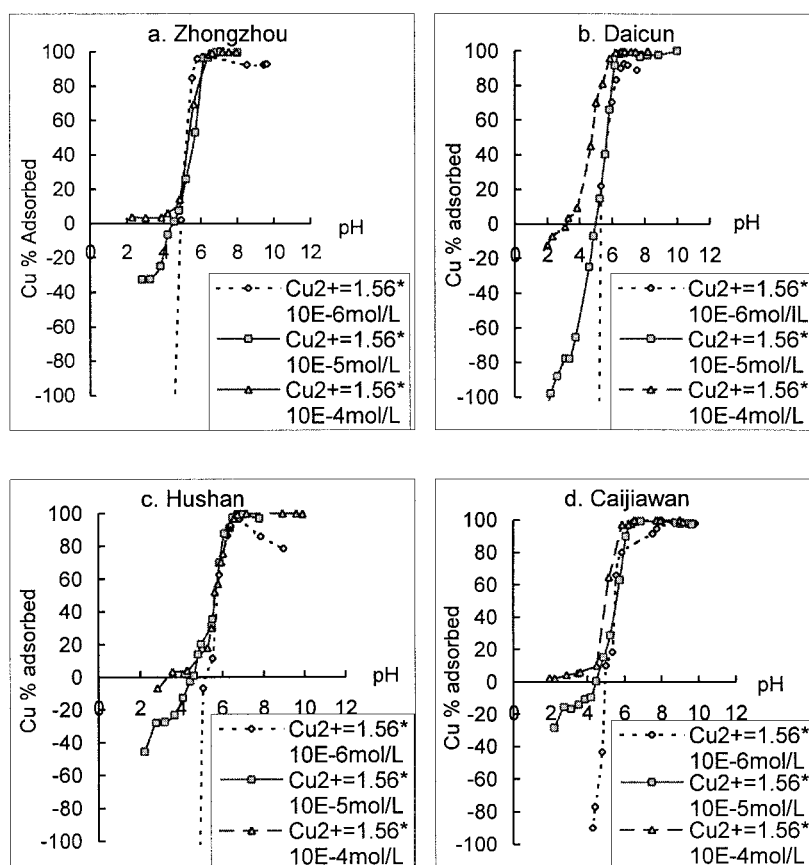 a. Zhongzhou
Cu % Adsorbed
100
80
60
40
20
0
-20
-40
-60
-80
-100
0 2 4 6 8 10 12
pH
Cu2+=1.56*
10E-6mol/L
Cu2+=1.56*
10E-5mol/L
Cu2+=1.56*
10E-4mol/L
b. Daicun
Cu % adsorbed
100
80
60
40
20
0
-20
-40
-60
-80
-100
0 2 4 6 8 10 12
pH
Cu2+=1.56*
10E-6mol/lL
Cu2+=1.56*
10E-5mol/L
Cu2+=1.56*
10E-4mol/L
c. Hushan
Cu % adsorbed
100
80
60
40
20
0
-20
-40
-60
-80
-100
0 2 4 6 8 10 12
pH
Cu2+=1.56*
10E-6mol/L
Cu2+=1.56*
10E-5mol/L
Cu2+=1.56*
10E-4mol/L
d. Caijiawan
Cu % adsorbed
100
80
60
40
20
0
-20
-40
-60
-80
-100
0 2 4 6 8 10 12
pH
Cu2+=1.56*
10E-6mol/L
Cu2+=1.56*
10E-5mol/L
Cu2+=1.56*
10E-4mol/L